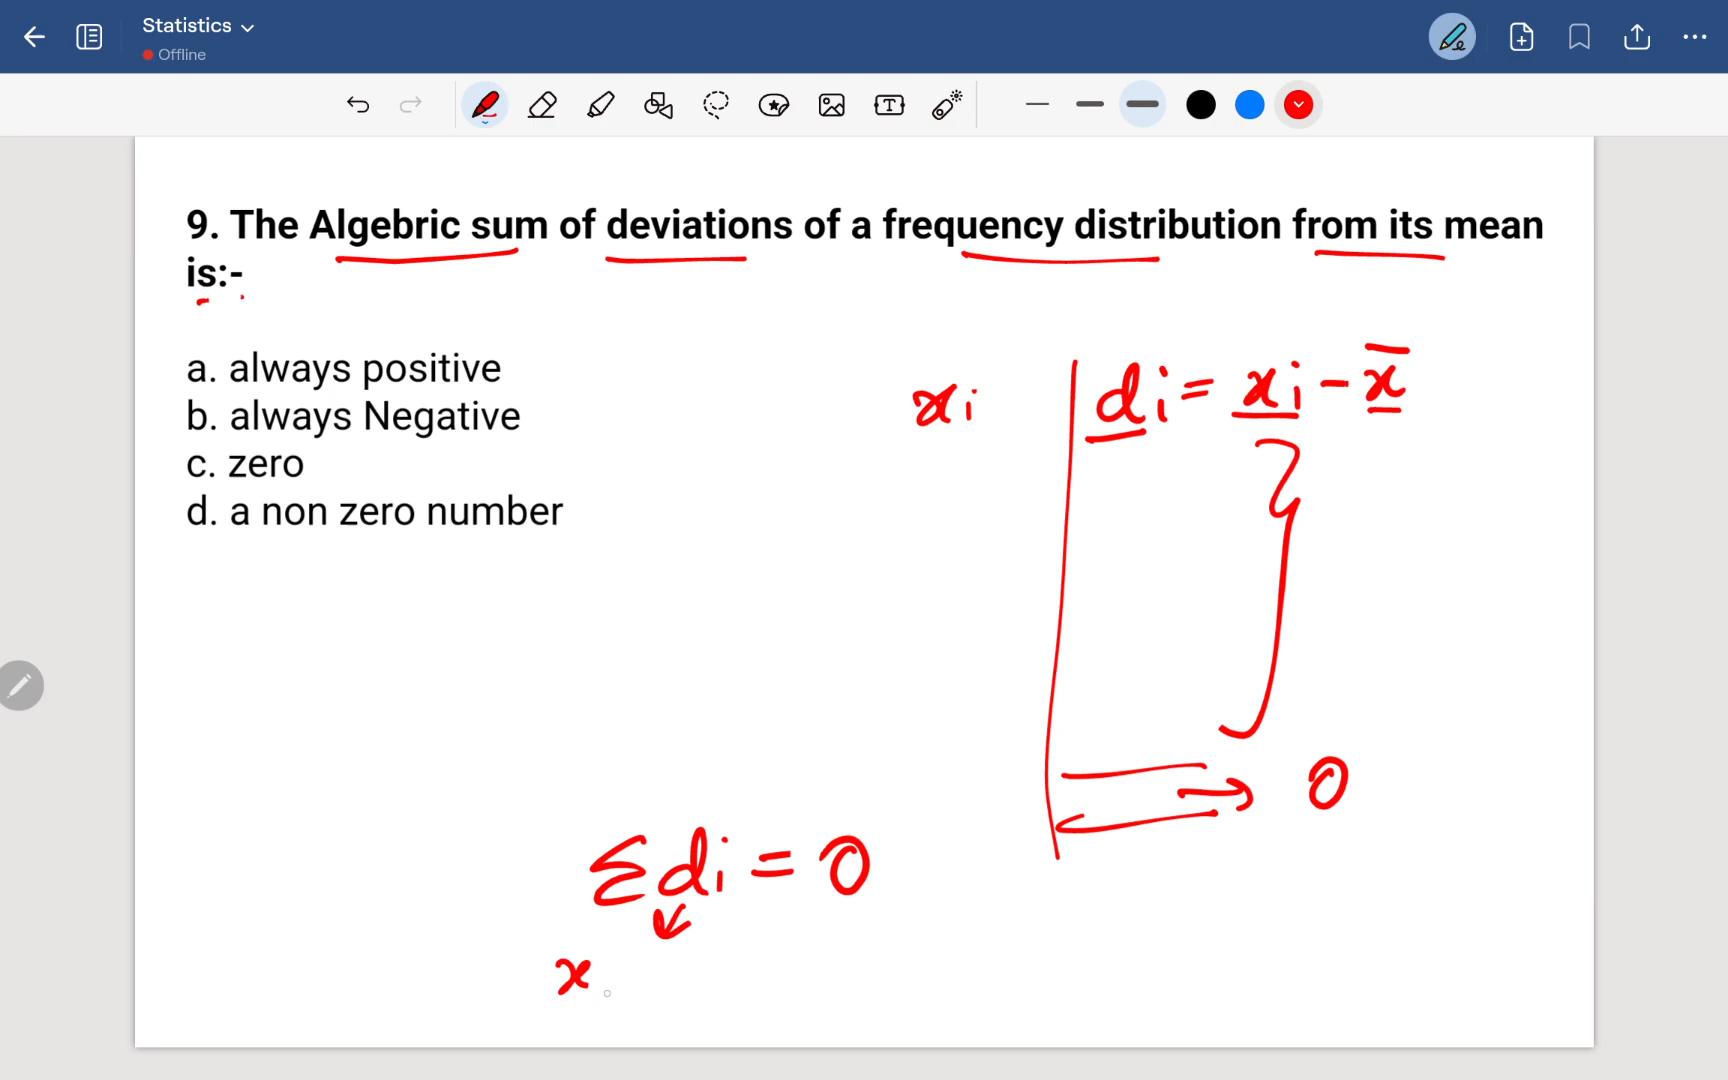 Statistics
Offline
9. The Algebric sum of deviations of a frequency distribution from its mean
is:-
a. always positive
b. always Negative
c. zero
d. a non zero number
xi
di = xi - x̄
0
Σdi = 0
x